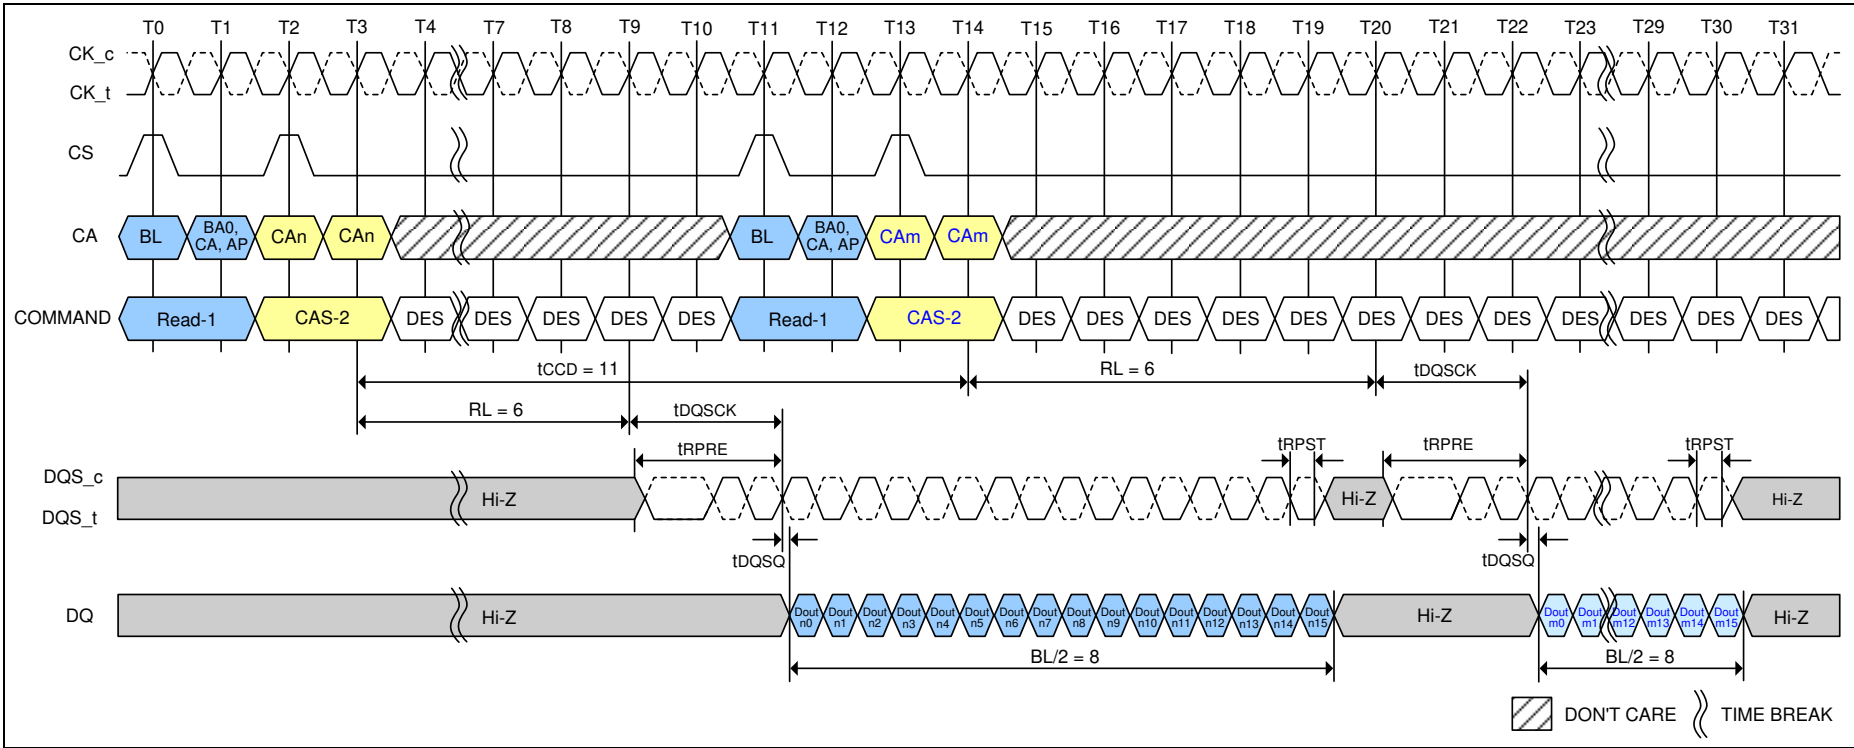 T0 T1 T2 T3 T4 T7 T8 T9 T10 T11 T12 T13 T14 T15 T16 T17 T18 T19 T20 T21 T22 T23 T29 T30 T31
CK_c
CK_t
CS
CA BL BA0, CA, AP CAn CAn BL BA0, CA, AP CAm CAm
COMMAND Read-1 CAS-2 DES DES DES DES DES Read-1 CAS-2 DES DES DES DES DES DES DES DES DES DES DES DES
tCCD = 11 RL = 6 tDQSCK
RL = 6 tDQSCK
tRPRE tRPST tRPRE tRPST
DQS_c
Hi-Z Hi-Z Hi-Z
DQS_t
tDQSQ tDQSQ
DQ Hi-Z Dout n0 Dout n1 Dout n2 Dout n3 Dout n4 Dout n5 Dout n6 Dout n7 Dout n8 Dout n9 Dout n10 Dout n11 Dout n12 Dout n13 Dout n14 Dout n15 Hi-Z Dout m0 Dout m1 Dout m12 Dout m13 Dout m14 Dout m15 Hi-Z
BL/2 = 8 BL/2 = 8
DON'T CARE TIME BREAK